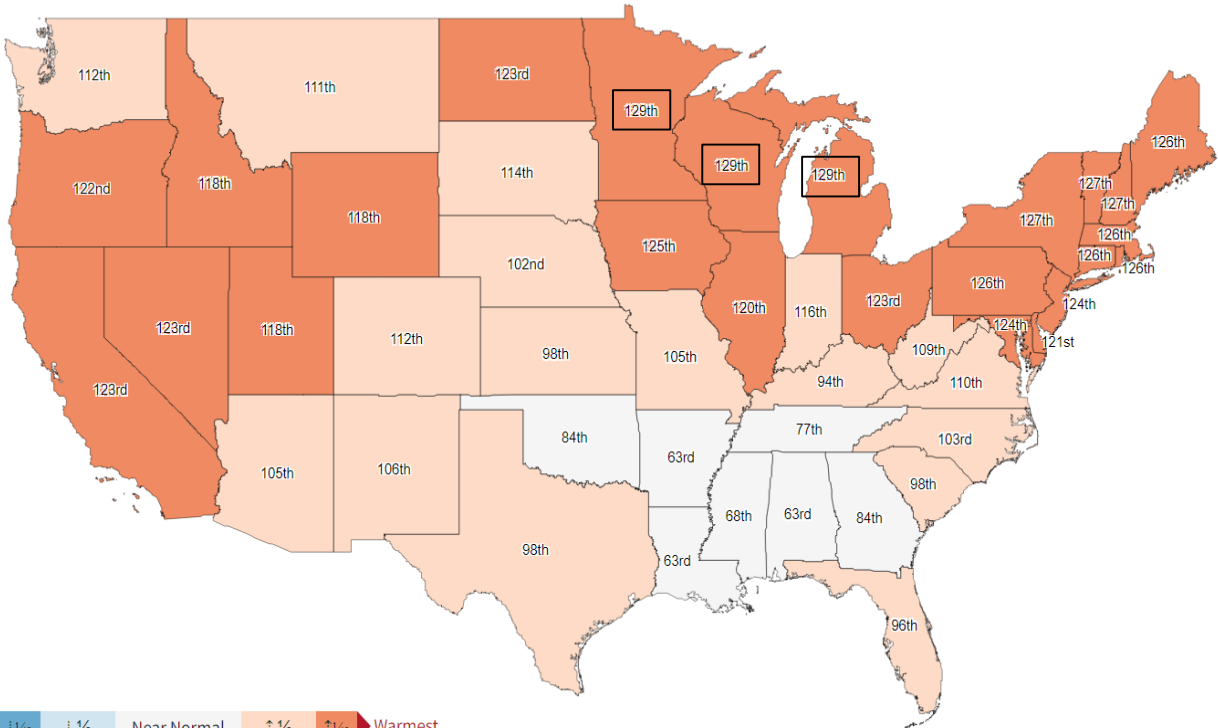 112th
111th
123rd
129th
126th
129th
129th
122nd
118th
118th
114th
127th
127th
127th
126th
126th
126th
125th
102nd
126th
124th
123rd
118th
112th
98th
105th
120th
116th
123rd
109th
124th
121st
123rd
94th
110th
105th
106th
84th
63rd
77th
103rd
98th
98th
63rd
68th
63rd
84th
96th
Near Normal
Warmest